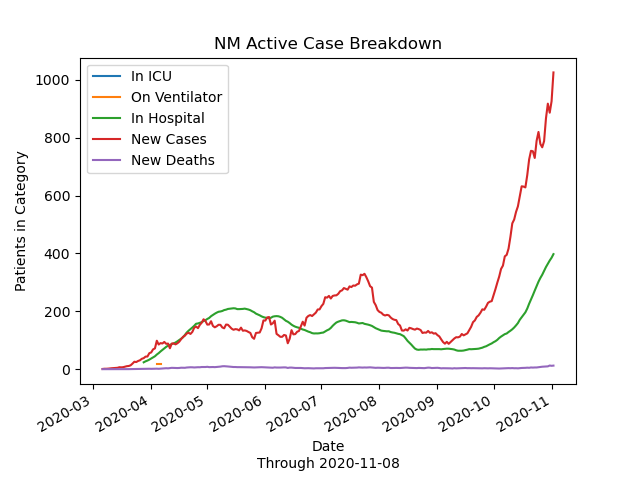 NM Active Case Breakdown
In ICU
On Ventilator
In Hospital
New Cases
New Deaths
Patients in Category
1000
800
600
400
200
0
2020-03
2020-04
2020-05
2020-06
2020-07
2020-08
2020-09
2020-10
2020-11
Date
Through 2020-11-08